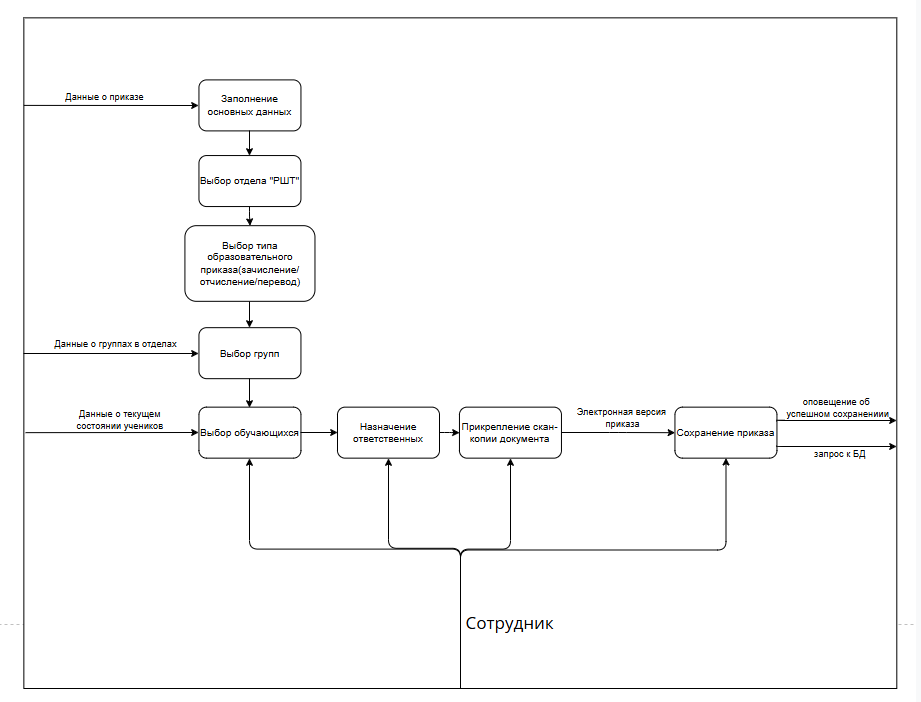 Данные о приказе
Заполнение
основных данных
Выбор отдела "РШТ"
Выбор типа
образовательного
приказа(зачисление/
отчисление/перевод)
Данные о группах в отделах
Выбор групп
Данные о текущем
состоянии учеников
Выбор обучающихся
Назначение
ответственных
Прикрепление скан-
копии документа
Электронная версия
приказа
Сохранение приказа
оповещение об
успешном сохранениии
запрос к БД
Сотрудник